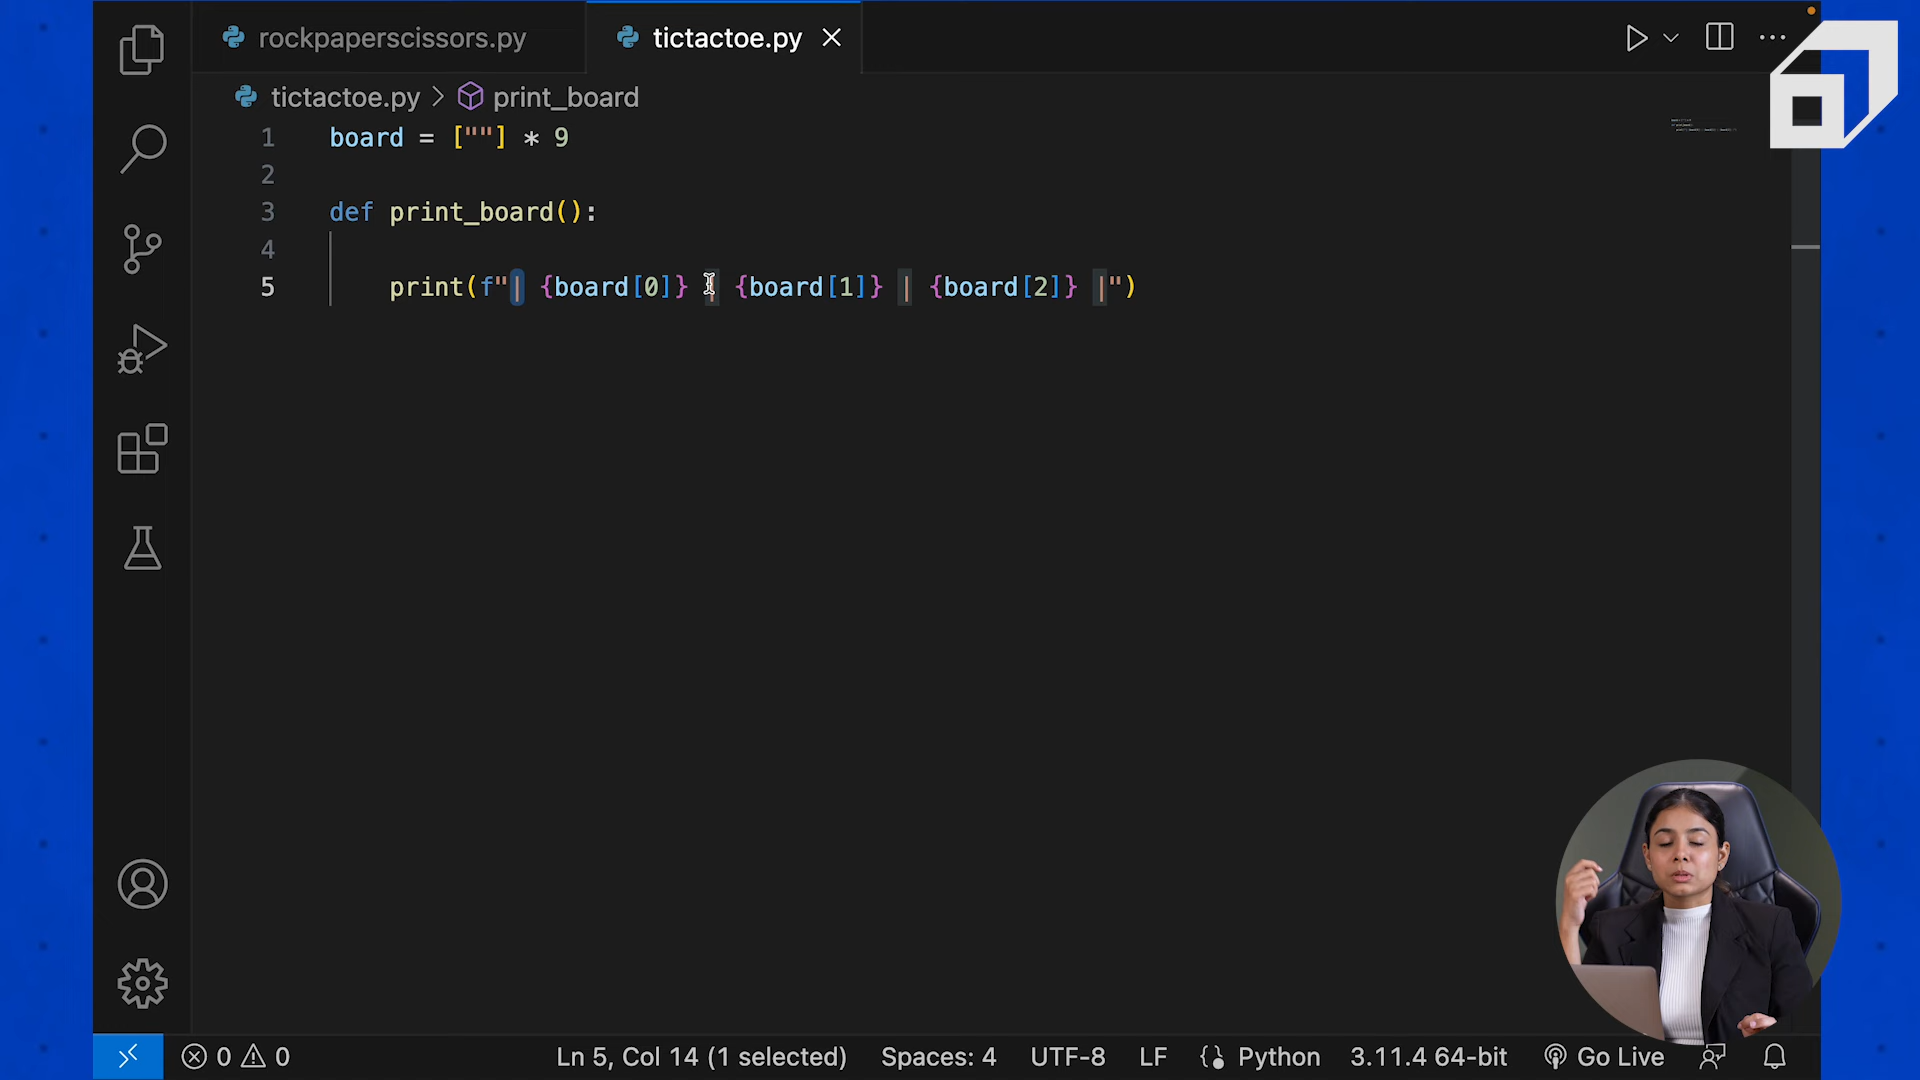 rockpaperscissors.py
tictactoe.py
tictactoe.py > print_board
1 board = [""] * 9
2
3 def print_board():
4
5 print(f"| {board[0]} | {board[1]} | {board[2]} |")
0 0
Ln 5, Col 14 (1 selected)
Spaces: 4
UTF-8
LF
Python
3.11.4 64-bit
Go Live